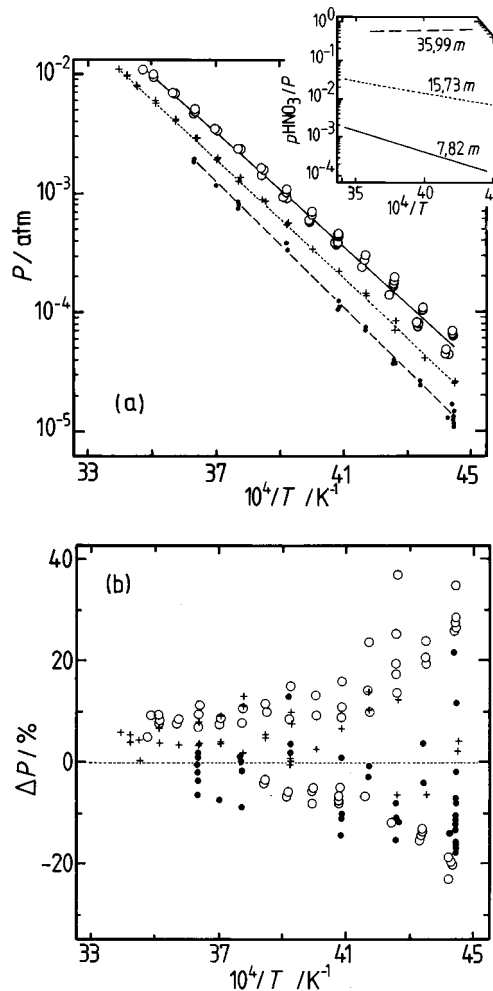 10⁰
10⁻¹
10⁻²
10⁻³
10⁻⁴
pHNO₃/P
35,99 m
15,73 m
7,82 m
35 40 45
10⁴/T
10⁻²
10⁻³
10⁻⁴
10⁻⁵
P/atm
(a)
33 37 41 45
10⁴/T / K⁻¹
(b)
40
20
0
-20
ΔP/%
33 37 41 45
10⁴/T / K⁻¹